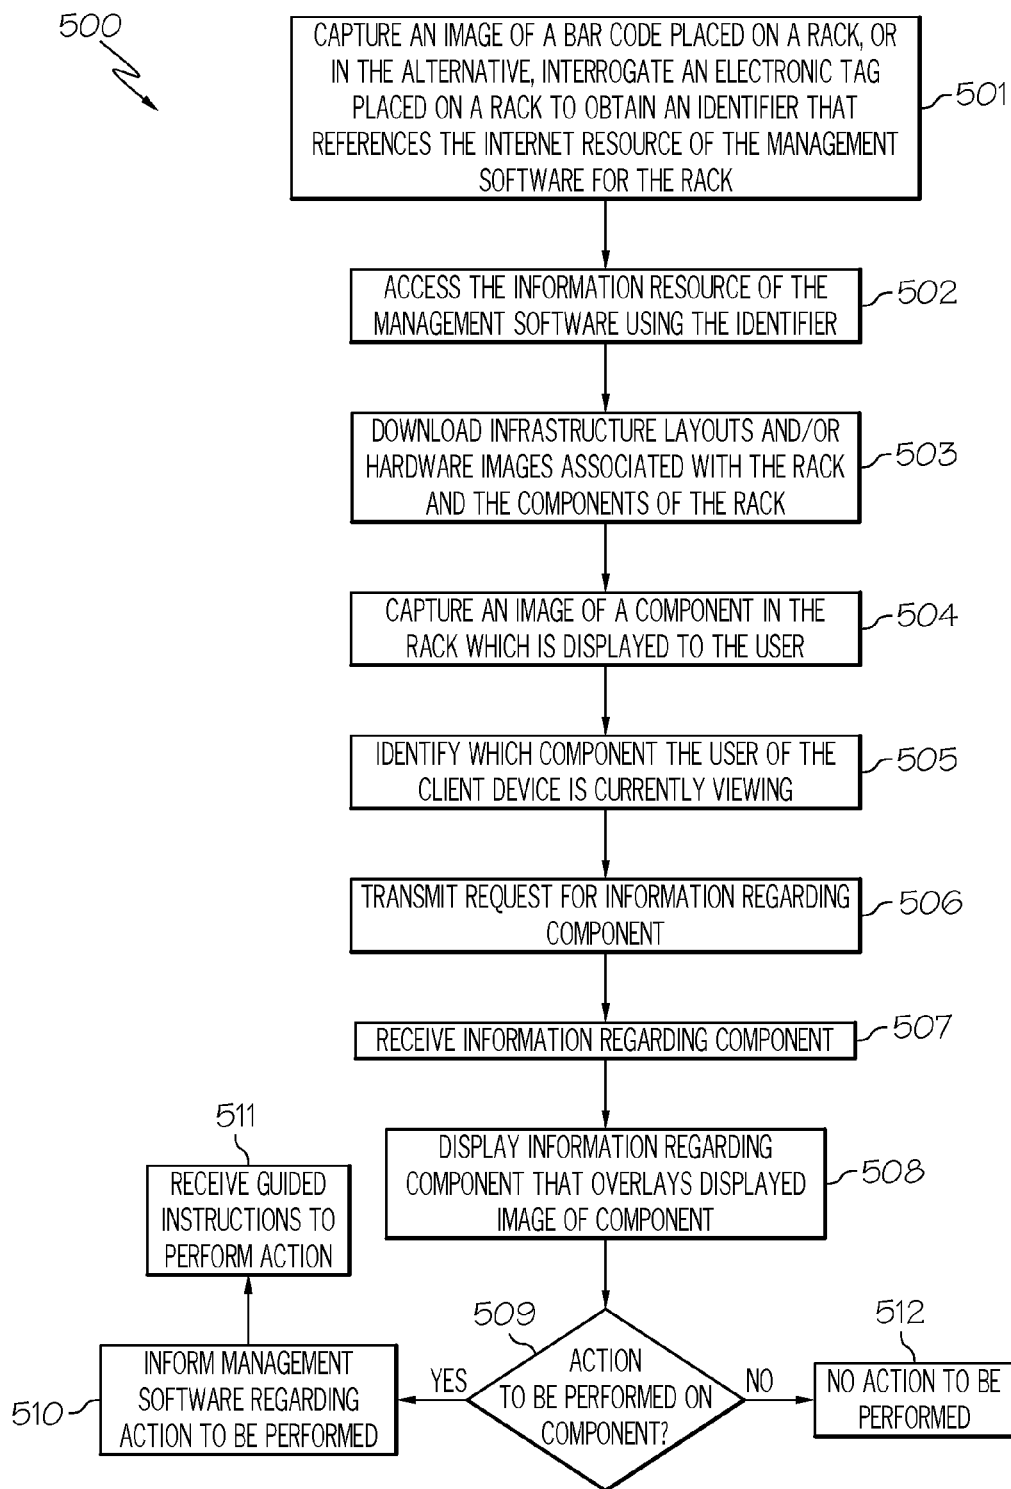 500
CAPTURE AN IMAGE OF A BAR CODE PLACED ON A RACK, OR
IN THE ALTERNATIVE, INTERROGATE AN ELECTRONIC TAG
PLACED ON A RACK TO OBTAIN AN IDENTIFIER THAT
REFERENCES THE INTERNET RESOURCE OF THE MANAGEMENT
SOFTWARE FOR THE RACK
501
ACCESS THE INFORMATION RESOURCE OF THE
MANAGEMENT SOFTWARE USING THE IDENTIFIER
502
DOWNLOAD INFRASTRUCTURE LAYOUTS AND/OR
HARDWARE IMAGES ASSOCIATED WITH THE RACK
AND THE COMPONENTS OF THE RACK
503
CAPTURE AN IMAGE OF A COMPONENT IN THE
RACK WHICH IS DISPLAYED TO THE USER
504
IDENTIFY WHICH COMPONENT THE USER OF THE
CLIENT DEVICE IS CURRENTLY VIEWING
505
TRANSMIT REQUEST FOR INFORMATION REGARDING
COMPONENT
506
RECEIVE INFORMATION REGARDING COMPONENT
507
DISPLAY INFORMATION REGARDING
COMPONENT THAT OVERLAYS DISPLAYED
IMAGE OF COMPONENT
508
509
ACTION
TO BE PERFORMED ON
COMPONENT?
YES
NO
INFORM MANAGEMENT
SOFTWARE REGARDING
ACTION TO BE PERFORMED
510
511
RECEIVE GUIDED
INSTRUCTIONS TO
PERFORM ACTION
512
NO ACTION TO BE
PERFORMED